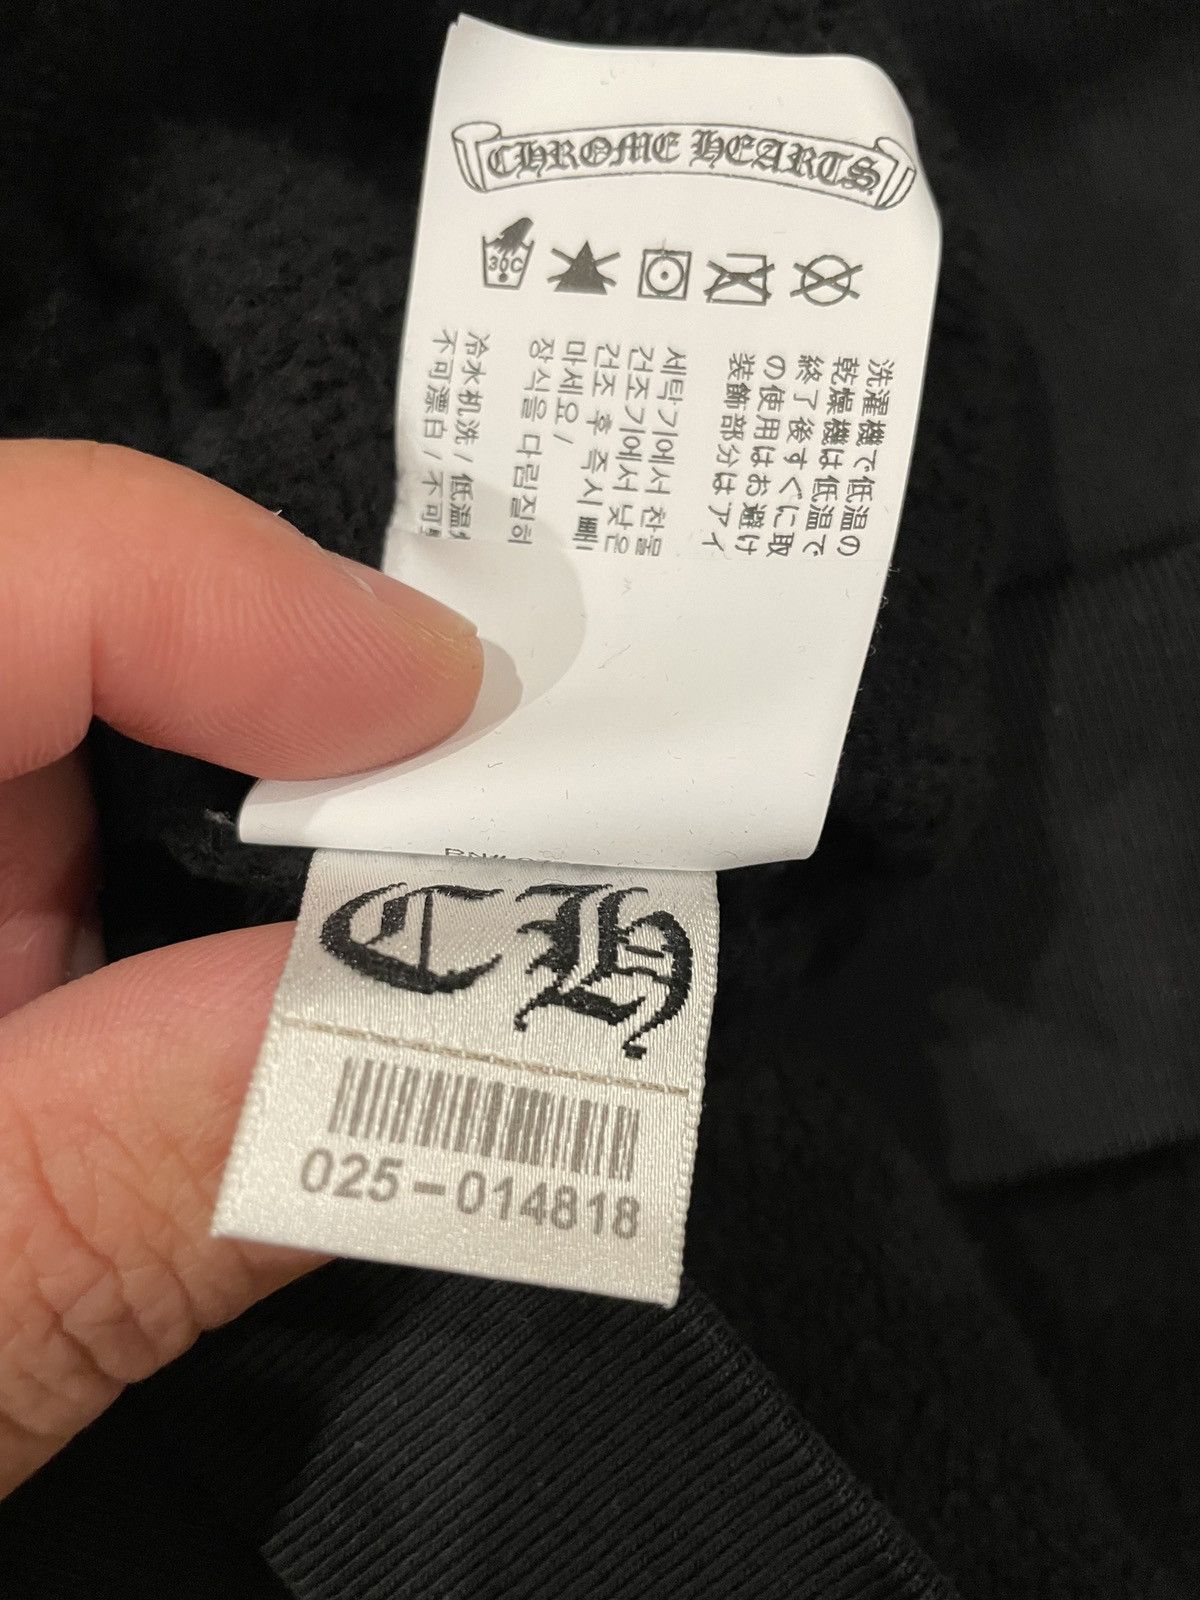 CHROME HEARTS
30C
洗濯機で低温の
乾燥機は低温で
終了後すぐに取
の使用はお避け
装飾部分はアイ
세탁기에서 찬물
건조기에서 낮은
건조 후 즉시 빼
마세요 /
장식을 다림질하
冷水机洗 / 低温
不可漂白 / 不可
CH
025-014818